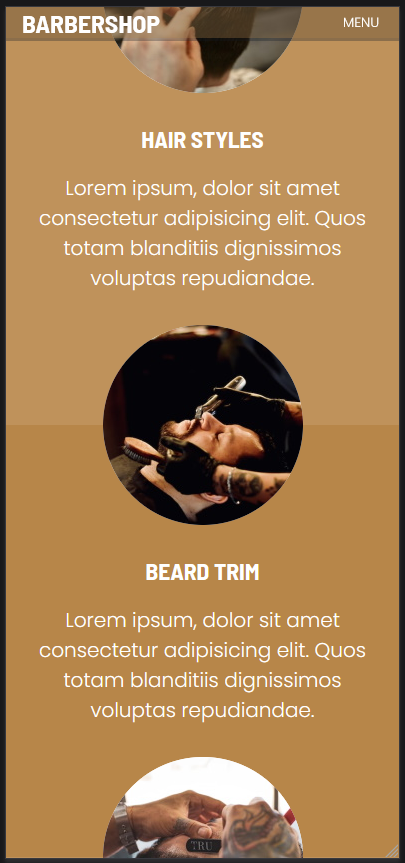 BARBERSHOP MENU
HAIR STYLES
Lorem ipsum, dolor sit amet
consectetur adipisicing elit. Quos
totam blanditiis dignissimos
voluptas repudiandae.
BEARD TRIM
Lorem ipsum, dolor sit amet
consectetur adipisicing elit. Quos
totam blanditiis dignissimos
voluptas repudiandae.
TRU